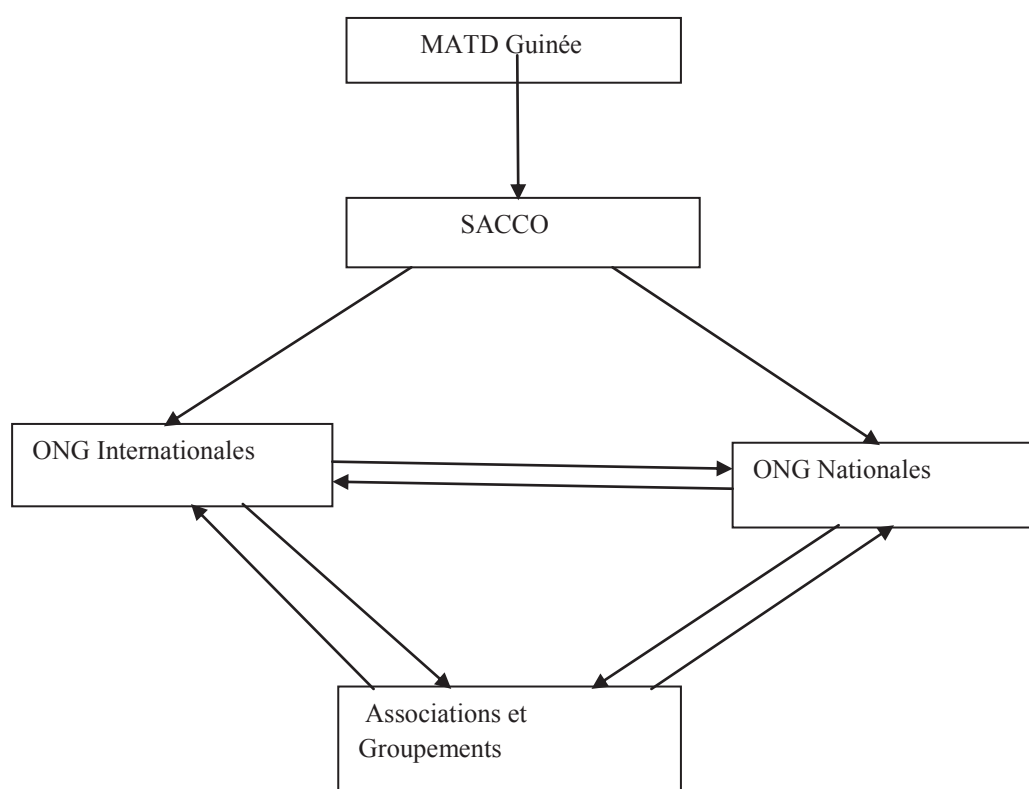 MATD Guinée
SACCO
ONG Internationales
ONG Nationales
Associations et
Groupements